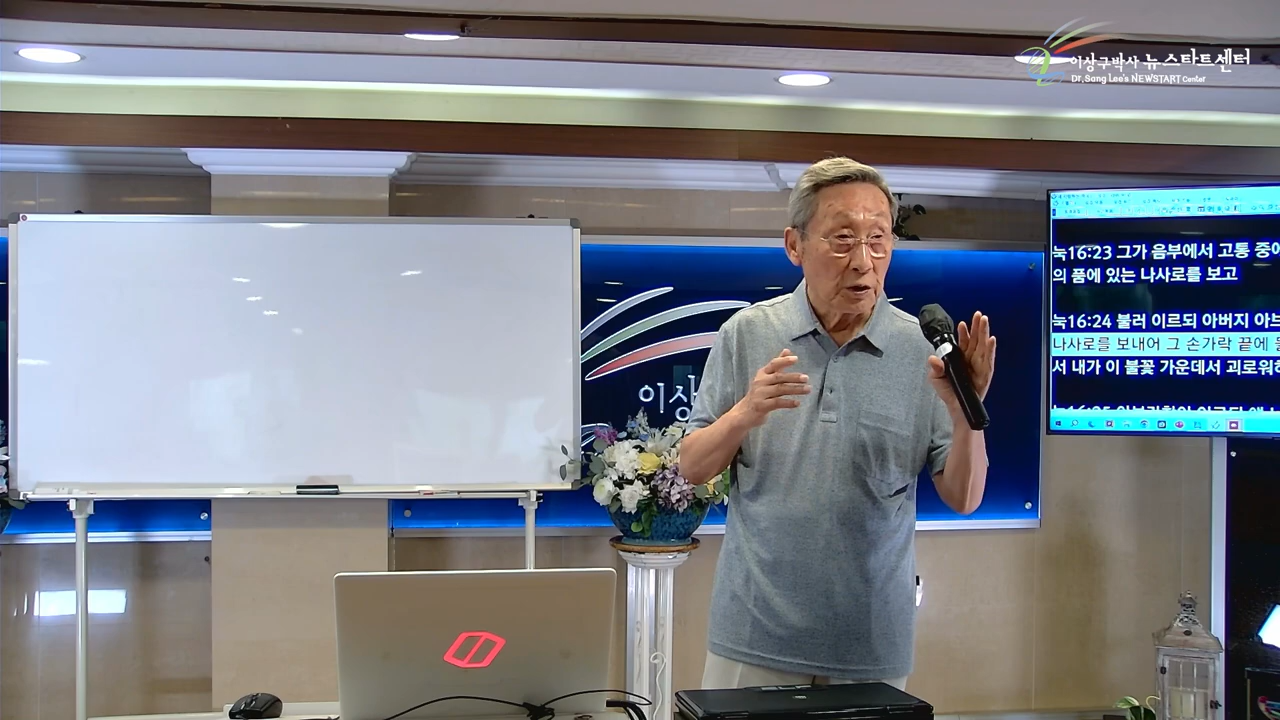 이상구박사 뉴스타트센터
Dr. Sang Lee's NEWSTART Center
눅16:23 그가 음부에서 고통 중에
의 품에 있는 나사로를 보고
눅16:24 불러 이르되 아버지 아브
나사로를 보내어 그 손가락 끝에 물
서 내가 이 불꽃 가운데서 괴로워하
이상